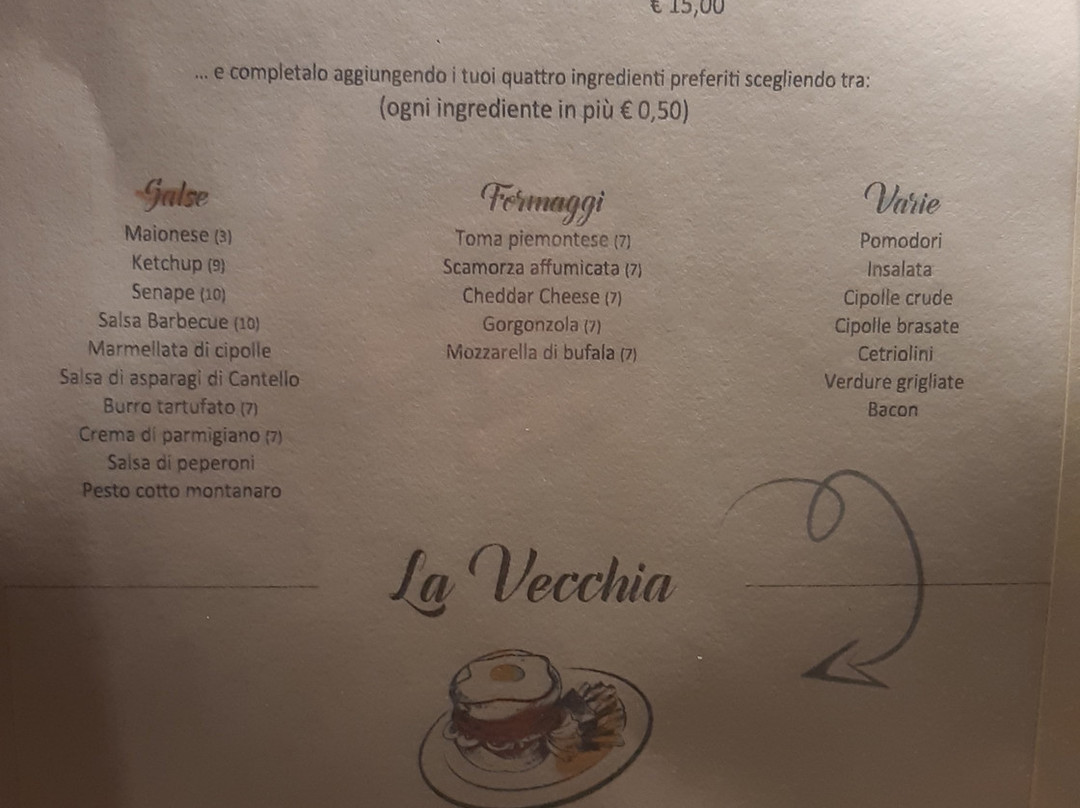 € 15,00
... e completalo aggiungendo i tuoi quattro ingredienti preferiti scegliendo tra:
(ogni ingrediente in più € 0,50)
Salse
Maionese (3)
Ketchup (9)
Senape (10)
Salsa Barbecue (10)
Marmellata di cipolle
Salsa di asparagi di Cantello
Burro tartufato (7)
Crema di parmigiano (7)
Salsa di peperoni
Pesto cotto montanaro
Formaggi
Toma piemontese (7)
Scamorza affumicata (7)
Cheddar Cheese (7)
Gorgonzola (7)
Mozzarella di bufala (7)
Varie
Pomodori
Insalata
Cipolle crude
Cipolle brasate
Cetriolini
Verdure grigliate
Bacon
La Vecchia